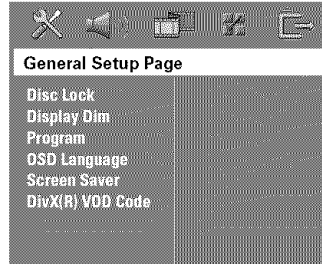 General Setup Page
Disc Lock
Display Dim
Program
OSD Language
Screen Saver
DivX(R) VOD Code